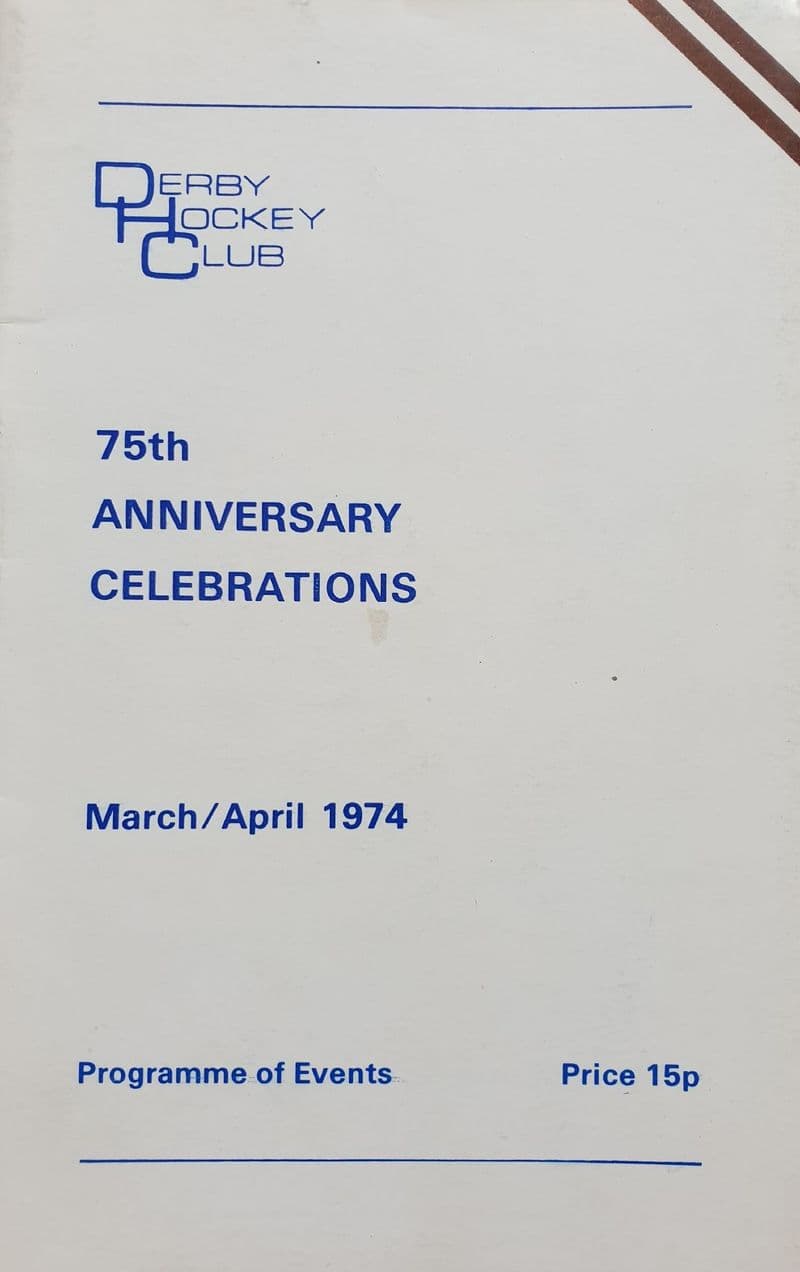 DERBY
HOCKEY
CLUB
75th
ANNIVERSARY
CELEBRATIONS
March/April 1974
Programme of Events
Price 15p